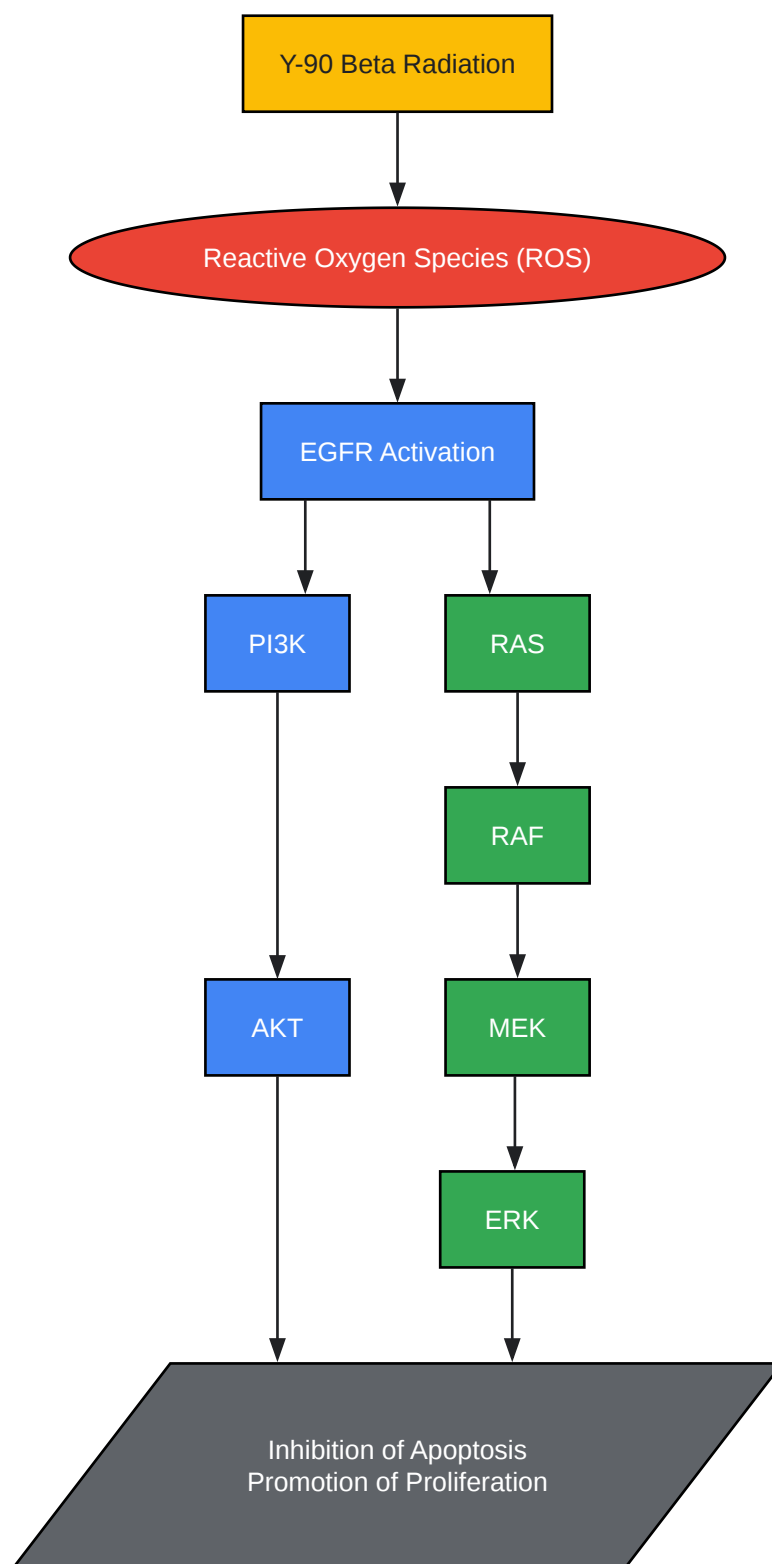 Y-90 Beta Radiation
Reactive Oxygen Species (ROS)
EGFR Activation
PI3K
RAS
RAF
AKT
MEK
ERK
Inhibition of Apoptosis
Promotion of Proliferation